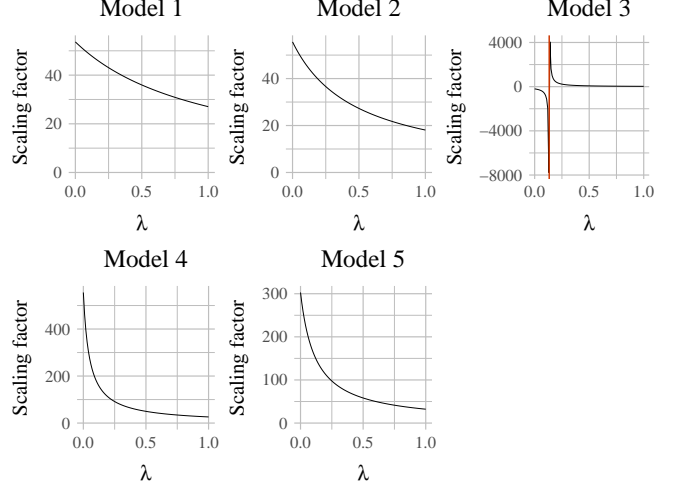 Model 1
Scaling factor
40
20
0
0.0 0.5 1.0
λ
Model 2
Scaling factor
40
20
0
0.0 0.5 1.0
λ
Model 3
Scaling factor
4000
0
−4000
−8000
0.0 0.5 1.0
λ
Model 4
Scaling factor
400
200
0
0.0 0.5 1.0
λ
Model 5
Scaling factor
300
200
100
0
0.0 0.5 1.0
λ